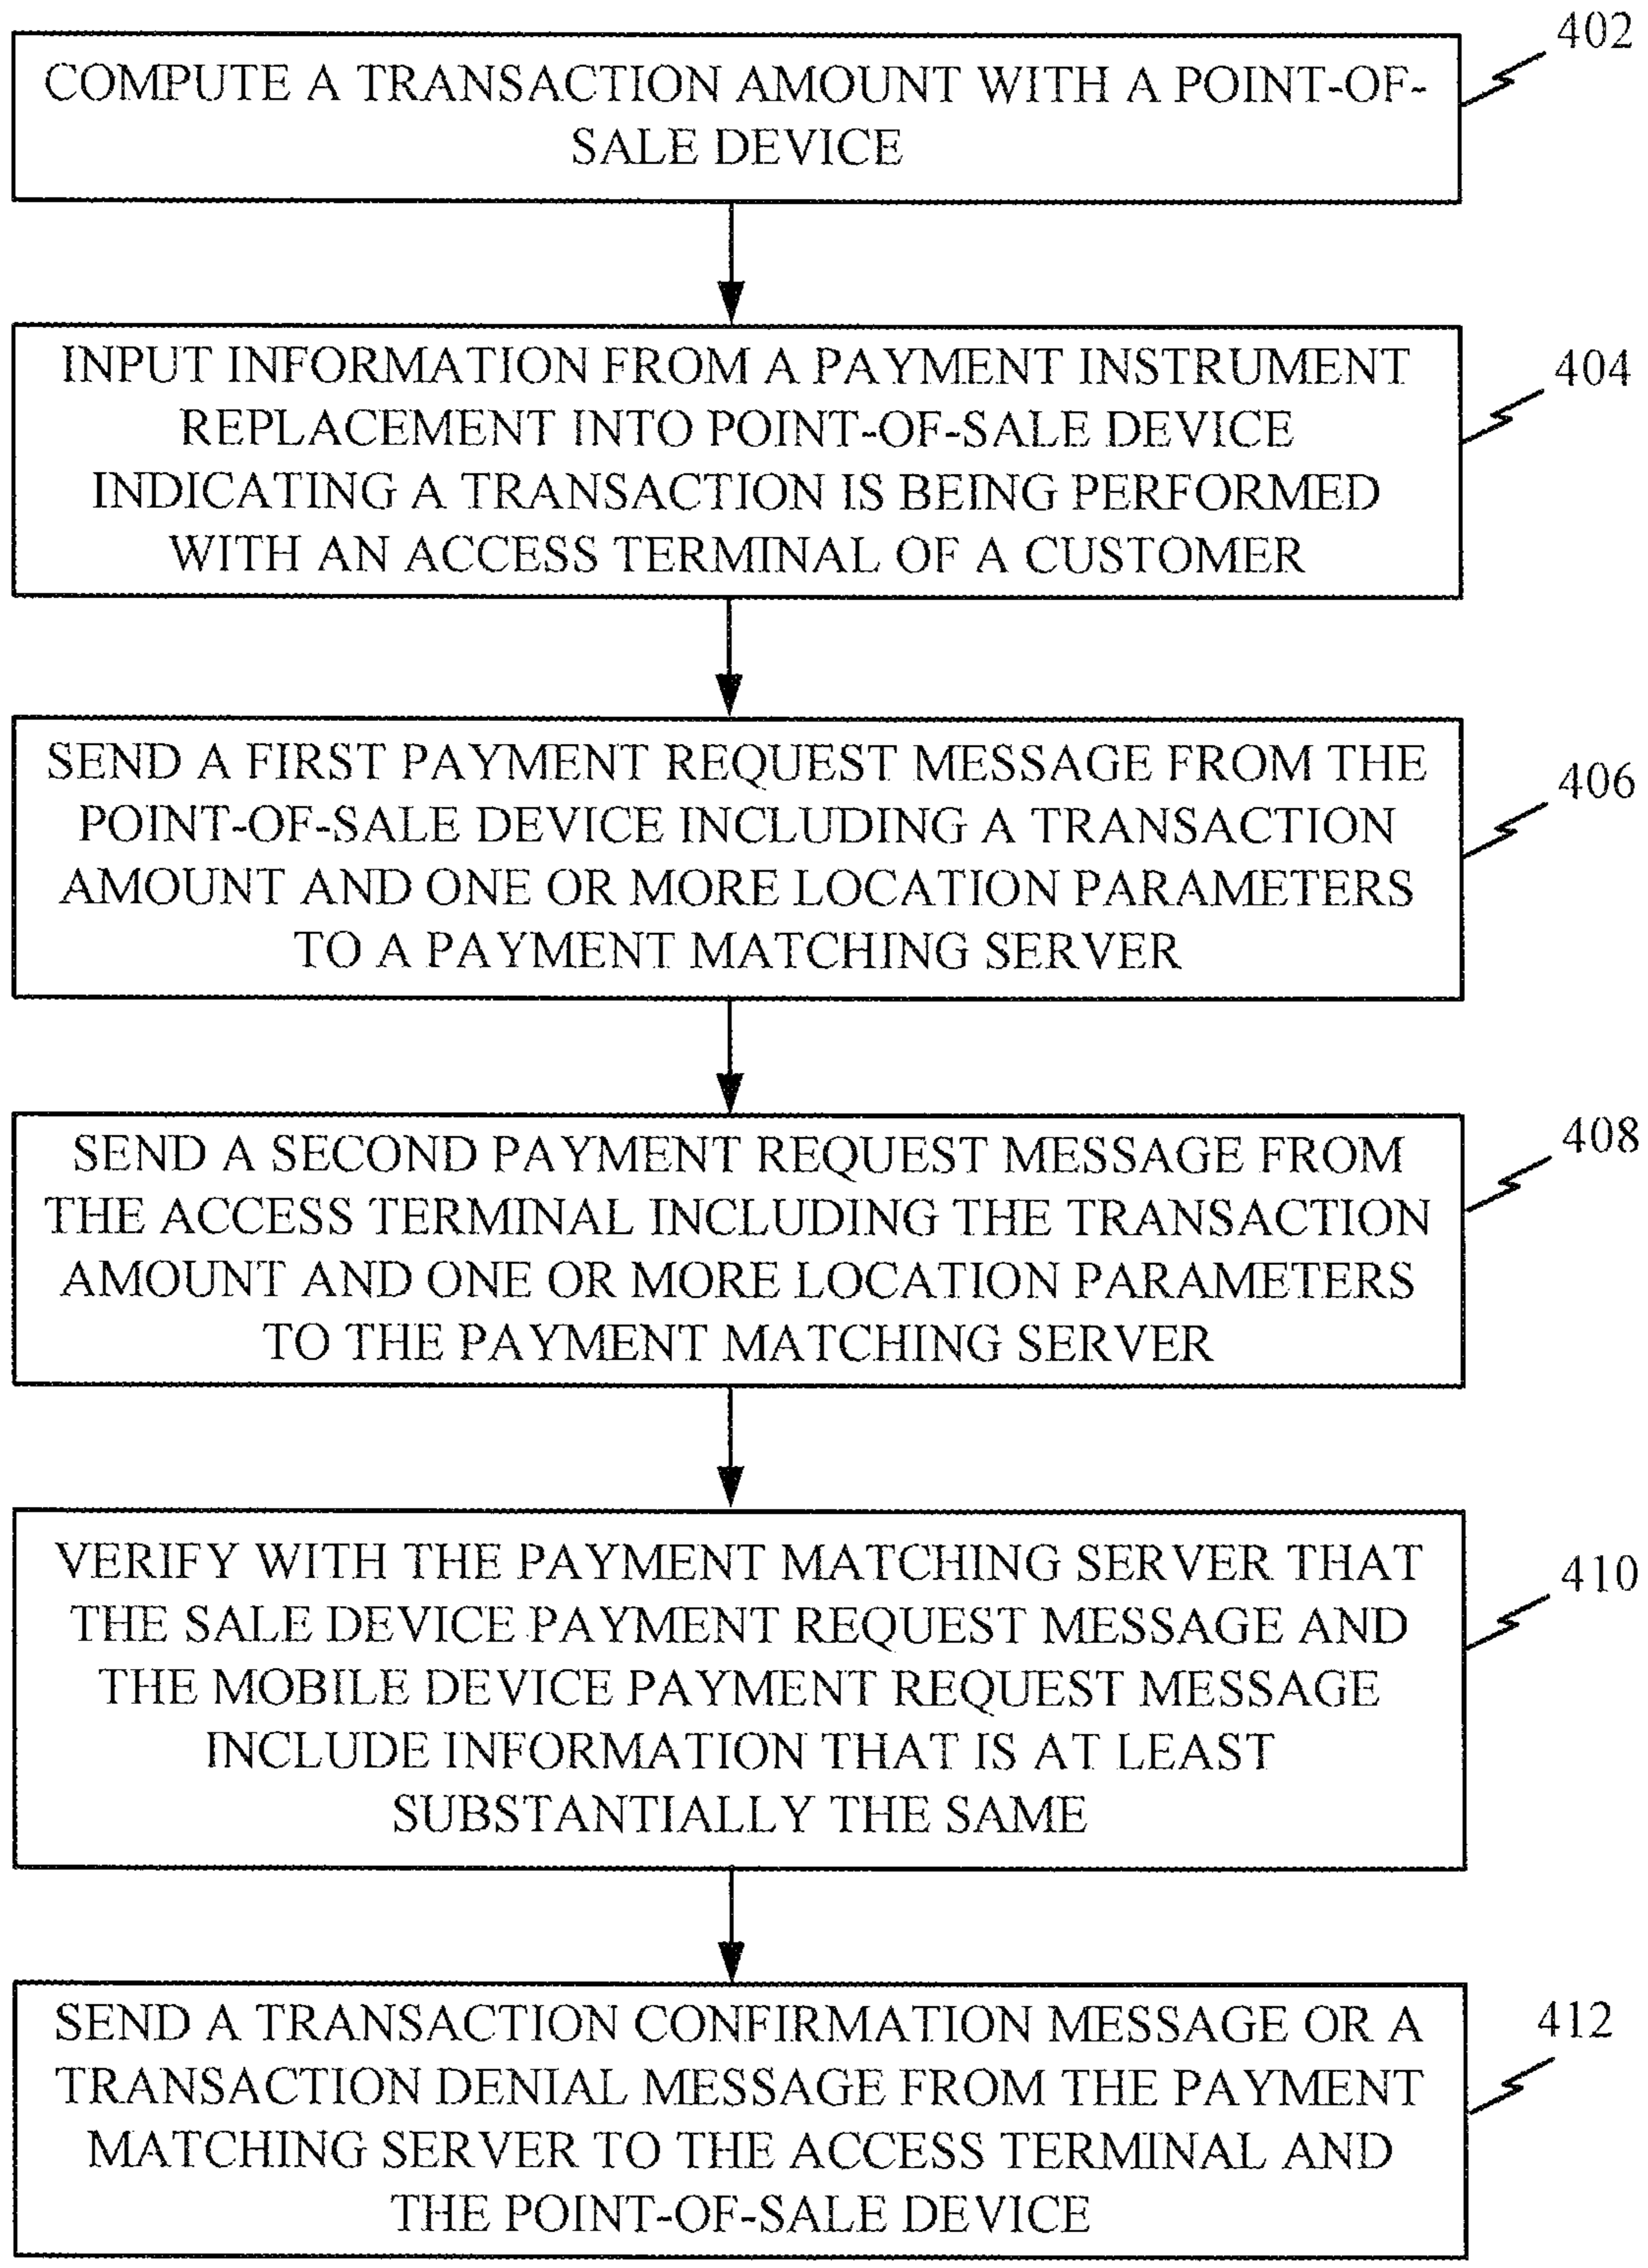 402
COMPUTE A TRANSACTION AMOUNT WITH A POINT-OF-
SALE DEVICE
404
INPUT INFORMATION FROM A PAYMENT INSTRUMENT
REPLACEMENT INTO POINT-OF-SALE DEVICE
INDICATING A TRANSACTION IS BEING PERFORMED
WITH AN ACCESS TERMINAL OF A CUSTOMER
406
SEND A FIRST PAYMENT REQUEST MESSAGE FROM THE
POINT-OF-SALE DEVICE INCLUDING A TRANSACTION
AMOUNT AND ONE OR MORE LOCATION PARAMETERS
TO A PAYMENT MATCHING SERVER
408
SEND A SECOND PAYMENT REQUEST MESSAGE FROM
THE ACCESS TERMINAL INCLUDING THE TRANSACTION
AMOUNT AND ONE OR MORE LOCATION PARAMETERS
TO THE PAYMENT MATCHING SERVER
410
VERIFY WITH THE PAYMENT MATCHING SERVER THAT
THE SALE DEVICE PAYMENT REQUEST MESSAGE AND
THE MOBILE DEVICE PAYMENT REQUEST MESSAGE
INCLUDE INFORMATION THAT IS AT LEAST
SUBSTANTIALLY THE SAME
412
SEND A TRANSACTION CONFIRMATION MESSAGE OR A
TRANSACTION DENIAL MESSAGE FROM THE PAYMENT
MATCHING SERVER TO THE ACCESS TERMINAL AND
THE POINT-OF-SALE DEVICE